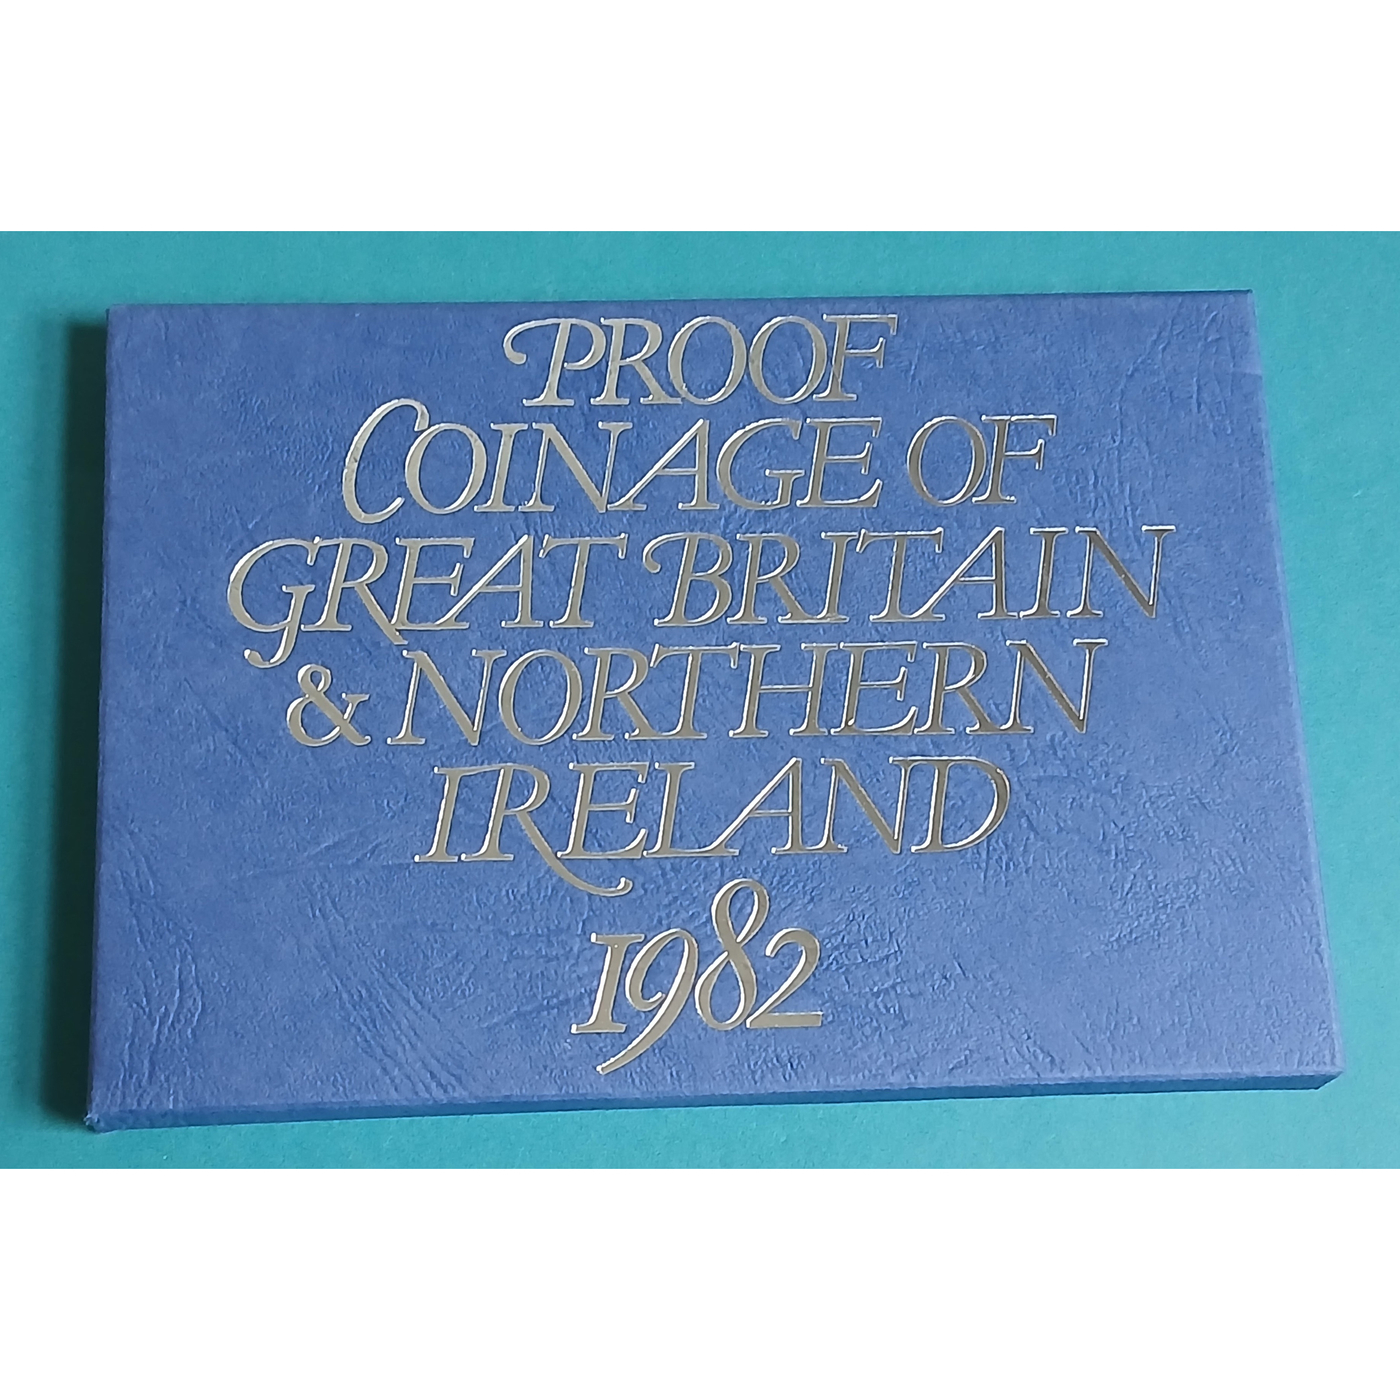 PROOF
COINAGE OF
GREAT BRITAIN
& NORTHERN
IRELAND
1982